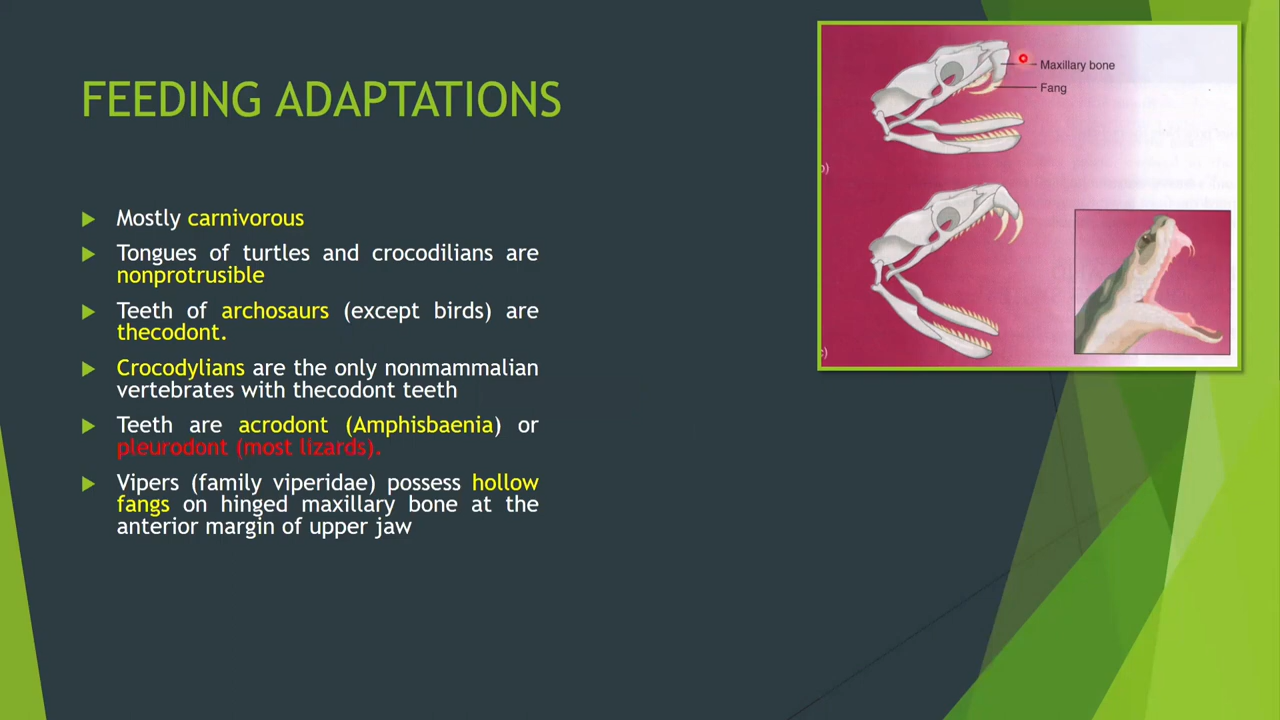 FEEDING ADAPTATIONS
Mostly carnivorous
Tongues of turtles and crocodilians are
nonprotrusible
Teeth of archosaurs (except birds) are
thecodont.
Crocodylians are the only nonmammalian
vertebrates with thecodont teeth
Teeth are acrodont (Amphisbaenia) or
pleurodont (most lizards).
Vipers (family viperidae) possess hollow
fangs on hinged maxillary bone at the
anterior margin of upper jaw
Maxillary bone
Fang